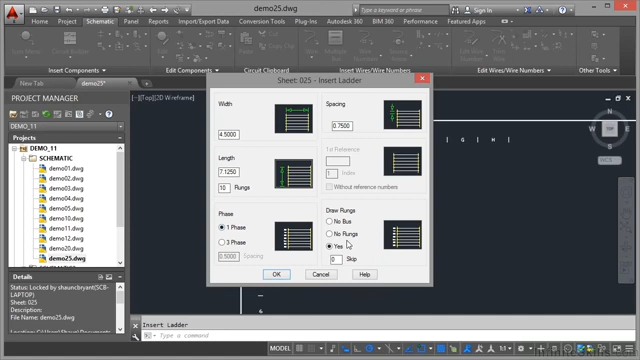 demo25.dwg
Type a keyword or phrase
Sign In
Home Project Schematic Panel Reports Import/Export Data Conversion Tools Add-ins Autodesk 360 BIM 360 Performance Featured Apps
Insert Components Circuit Clipboard Insert Wires/Wire Numbers Edit Wires/Wire Numbers Other Tools
New Tab demo25*
PROJECT MANAGER
DEMO_11
Projects
DEMO_11
SCHEMATIC
demo01.dwg
demo02.dwg
demo03.dwg
demo04.dwg
demo05.dwg
demo10.dwg
demo11.dwg
demo12.dwg
demo20.dwg
demo25.dwg
Details
Status: Locked by shauncbryant(SCB-LAPTOP)
Sheet: 025
Description:
File Name: demo25.dwg
[-][Top][2D Wireframe]
Sheet: 025 - Insert Ladder
Width
4.5000
Spacing
0.7500
Length
7.1250
10 Rungs
1st Reference
1 Index
Without reference numbers
Phase
1 Phase
3 Phase
0.5000 Spacing
Draw Rungs
No Bus
No Rungs
Yes
0 Skip
OK Cancel Help
G H
N
W TOP E
S
WCS
6
Insert Ladder
Type a command
MODEL